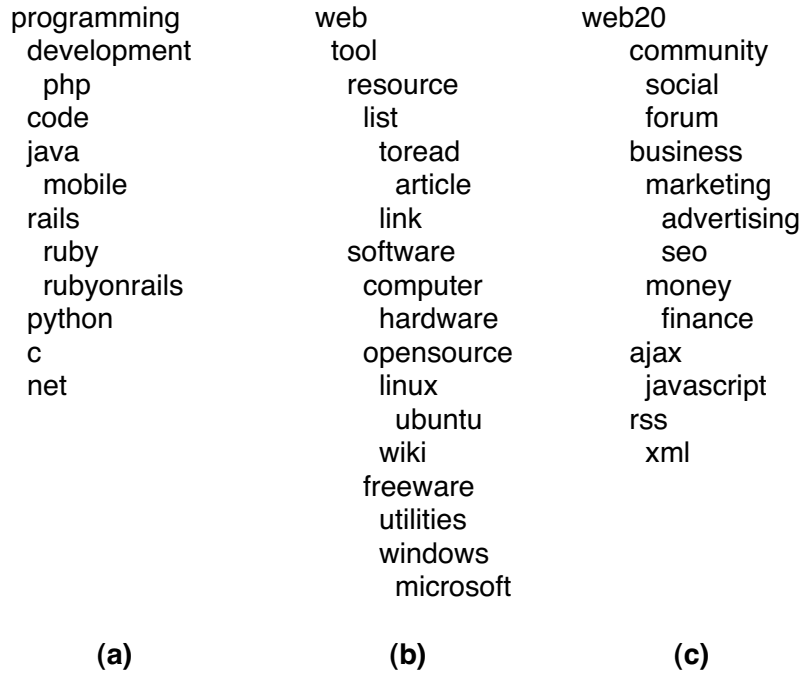 programming
development
php
code
java
mobile
rails
ruby
rubyonrails
python
c
net
(a)
web
tool
resource
list
toread
article
link
software
computer
hardware
opensource
linux
ubuntu
wiki
freeware
utilities
windows
microsoft
(b)
web20
community
social
forum
business
marketing
advertising
seo
money
finance
ajax
javascript
rss
xml
(c)